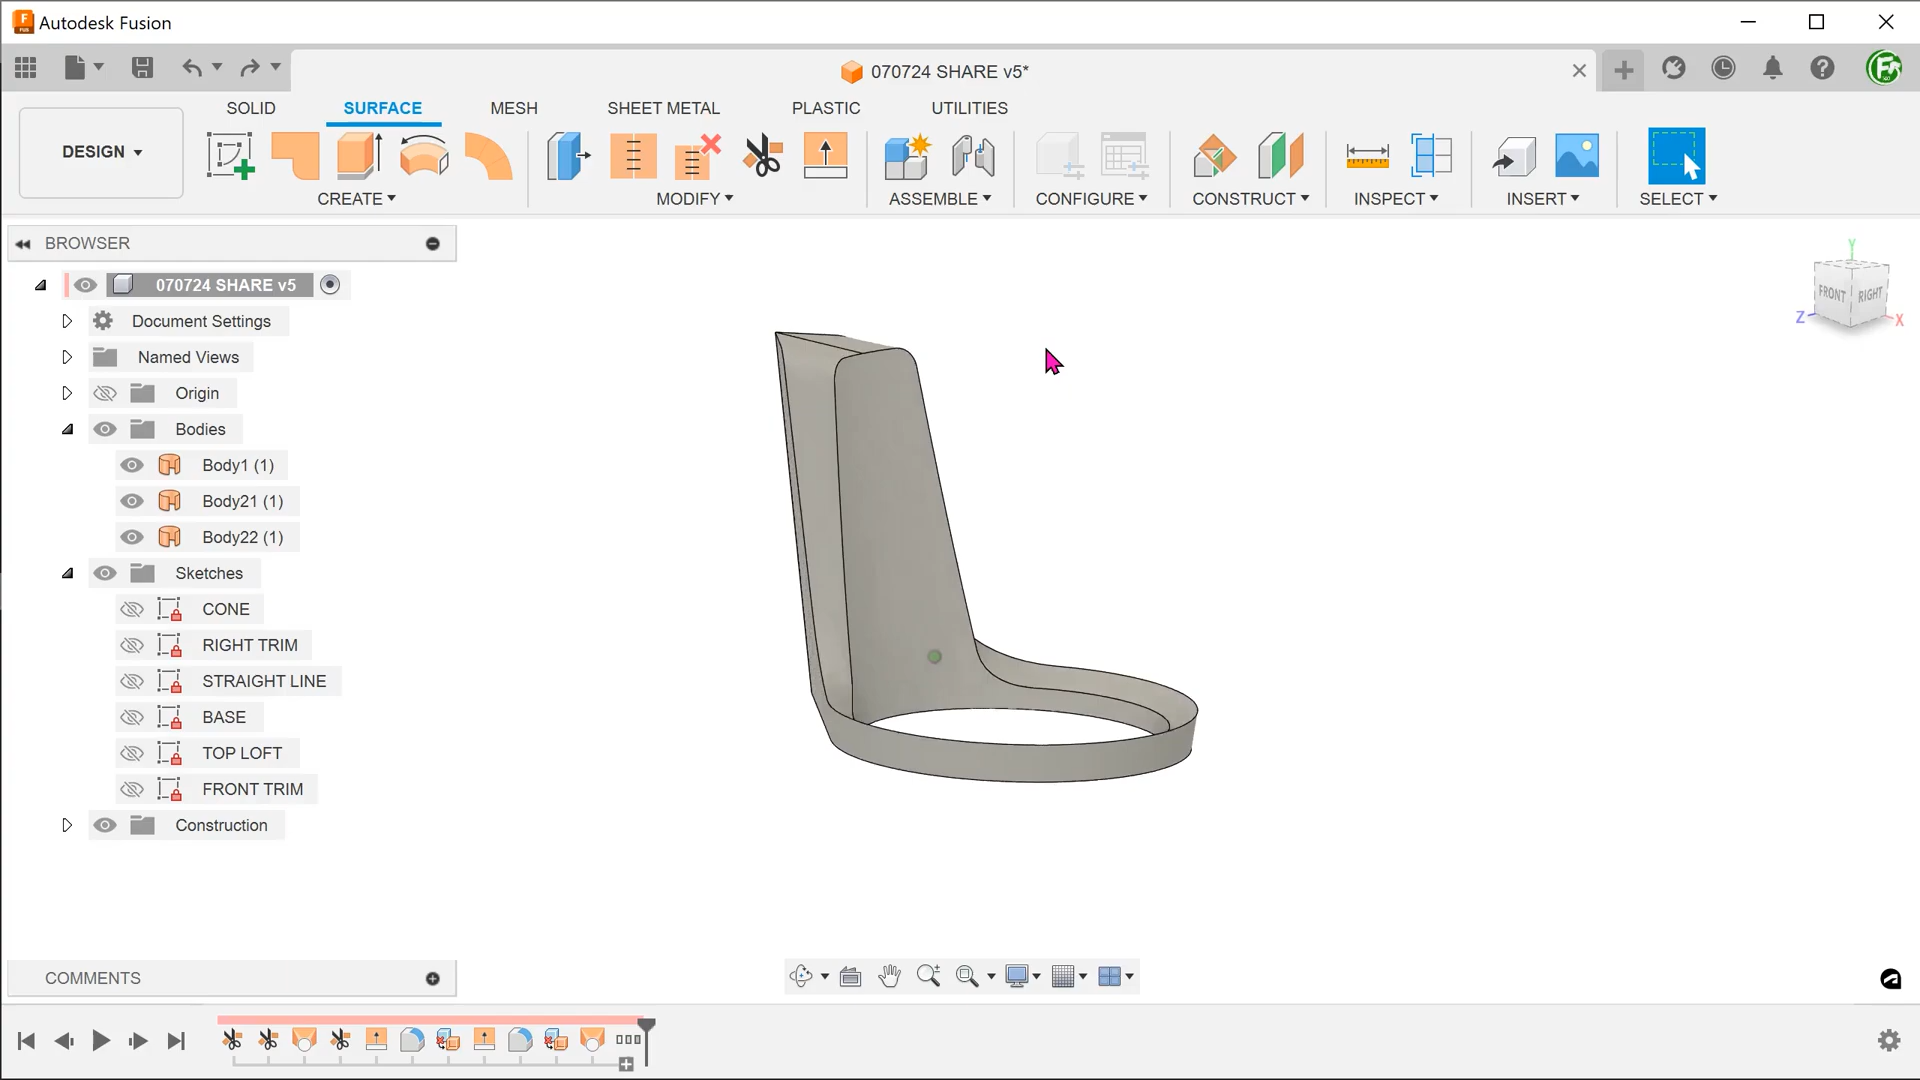 Autodesk Fusion
070724 SHARE v5*
SOLID
SURFACE
MESH
SHEET METAL
PLASTIC
UTILITIES
DESIGN
CREATE
MODIFY
ASSEMBLE
CONFIGURE
CONSTRUCT
INSPECT
INSERT
SELECT
BROWSER
070724 SHARE v5
Document Settings
Named Views
Origin
Bodies
Body1 (1)
Body21 (1)
Body22 (1)
Sketches
CONE
RIGHT TRIM
STRAIGHT LINE
BASE
TOP LOFT
FRONT TRIM
Construction
Y
FRONT
RIGHT
Z
X
COMMENTS